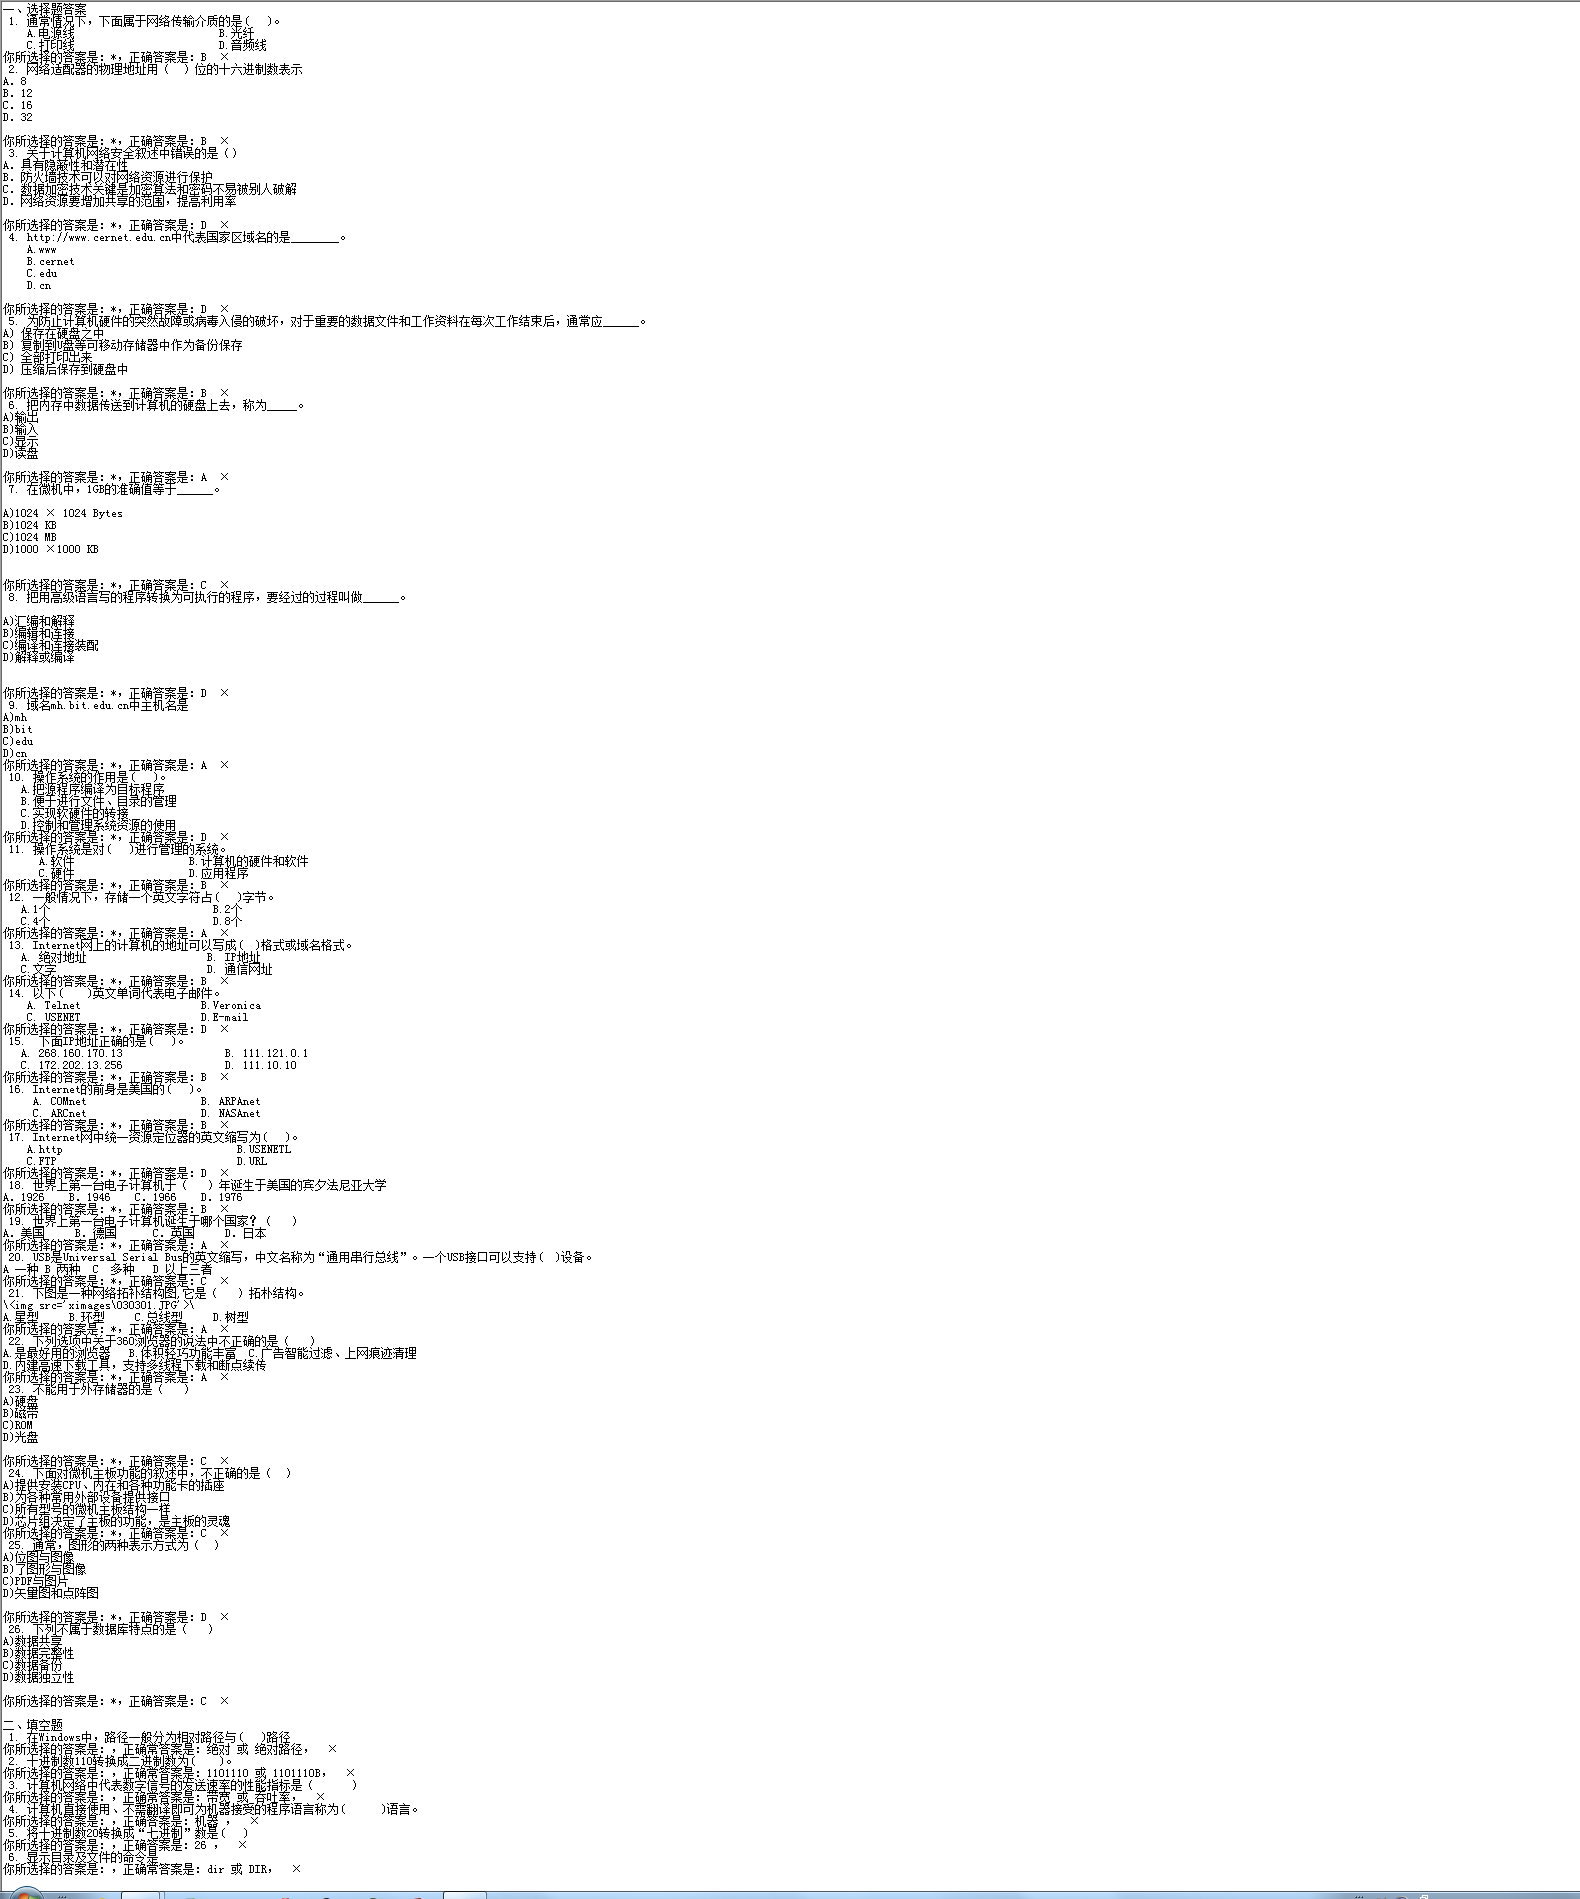 一、选择题答案
1. 通常情况下，下面属于网络传输介质的是(  )。
A.电源线 B.光纤
C.打印线 D.音频线
你所选择的答案是：*，正确答案是：B ×
2. 网络适配器的物理地址用（  ）位的十六进制数表示
A．8
B．12
C．16
D．32
你所选择的答案是：*，正确答案是：B ×
3. 关于计算机网络安全叙述中错误的是（）
A．具有隐蔽性和潜在性
B．防火墙技术可以对网络资源进行保护
C．数据加密技术关键是加密算法和密码不易被别人破解
D．网络资源要增加共享的范围，提高利用率
你所选择的答案是：*，正确答案是：D ×
4. http://www.cernet.edu.cn中代表国家区域名的是________。
A.www
B.cernet
C.edu
D.cn
你所选择的答案是：*，正确答案是：D ×
5. 为防止计算机硬件的突然故障或病毒入侵的破坏，对于重要的数据文件和工作资料在每次工作结束后，通常应______。
A) 保存在硬盘之中
B) 复制到U盘等可移动存储器中作为备份保存
C) 全部打印出来
D) 压缩后保存到硬盘中
你所选择的答案是：*，正确答案是：B ×
6. 把内存中数据传送到计算机的硬盘上去，称为_____。
A)输出
B)输入
C)显示
D)读盘
你所选择的答案是：*，正确答案是：A ×
7. 在微机中，1GB的准确值等于______。
A)1024 × 1024 Bytes
B)1024 KB
C)1024 MB
D)1000 ×1000 KB
你所选择的答案是：*，正确答案是：C ×
8. 把用高级语言写的程序转换为可执行的程序，要经过的过程叫做______。
A)汇编和解释
B)编辑和连接
C)编译和连接装配
D)解释或编译
你所选择的答案是：*，正确答案是：D ×
9. 域名mh.bit.edu.cn中主机名是
A)mh
B)bit
C)edu
D)cn
你所选择的答案是：*，正确答案是：A ×
10. 操作系统的作用是(  )。
A.把源程序编译为目标程序
B.便于进行文件、目录的管理
C.实现软硬件的转接
D.控制和管理系统资源的使用
你所选择的答案是：*，正确答案是：D ×
11. 操作系统是对(  )进行管理的系统。
A.软件 B.计算机的硬件和软件
C.硬件 D.应用程序
你所选择的答案是：*，正确答案是：B ×
12. 一般情况下，存储一个英文字符占(  )字节。
A.1个 B.2个
C.4个 D.8个
你所选择的答案是：*，正确答案是：A ×
13. Internet网上的计算机的地址可以写成(  )格式或域名格式。
A. 绝对地址 B. IP地址
C.文字 D. 通信网址
你所选择的答案是：*，正确答案是：B ×
14. 以下(   )英文单词代表电子邮件。
A. Telnet B.Veronica
C. USENET D.E-mail
你所选择的答案是：*，正确答案是：D ×
15. 下面IP地址正确的是(  )。
A. 268.160.170.13 B. 111.121.0.1
C. 172.202.13.256 D. 111.10.10
你所选择的答案是：*，正确答案是：B ×
16. Internet的前身是美国的(  )。
A. COMnet B. ARPAnet
C. ARCnet D. NASAnet
你所选择的答案是：*，正确答案是：B ×
17. Internet网中统一资源定位器的英文缩写为(  )。
A.http B.USENETL
C.FTP D.URL
你所选择的答案是：*，正确答案是：D ×
18. 世界上第一台电子计算机于（  ）年诞生于美国的宾夕法尼亚大学
A．1926 B．1946 C．1966 D．1976
你所选择的答案是：*，正确答案是：B ×
19. 世界上第一台电子计算机诞生于哪个国家？（  ）
A．美国 B．德国 C．英国 D．日本
你所选择的答案是：*，正确答案是：A ×
20. USB是Universal Serial Bus的英文缩写，中文名称为“通用串行总线”。一个USB接口可以支持(  )设备。
A 一种 B 两种 C 多种 D 以上三者
你所选择的答案是：*，正确答案是：C ×
21. 下图是一种网络拓扑结构图,它是（  ）拓朴结构。
\<img src='ximages\030301.JPG'>\
A.星型 B.环型 C.总线型 D.树型
你所选择的答案是：*，正确答案是：A ×
22. 下列选项中关于360浏览器的说法中不正确的是（  ）
A.是最好用的浏览器 B.体积轻巧功能丰富 C.广告智能过滤、上网痕迹清理
D.内建高速下载工具，支持多线程下载和断点续传
你所选择的答案是：*，正确答案是：A ×
23. 不能用于外存储器的是（  ）
A)硬盘
B)磁带
C)ROM
D)光盘
你所选择的答案是：*，正确答案是：C ×
24. 下面对微机主板功能的叙述中，不正确的是（  ）
A)提供安装CPU、内在和各种功能卡的插座
B)为各种常用外部设备提供接口
C)所有型号的微机主板结构一样
D)芯片组决定了主板的功能，是主板的灵魂
你所选择的答案是：*，正确答案是：C ×
25. 通常，图形的两种表示方式为（  ）
A)位图与图像
B)了图形与图像
C)PDF与图片
D)矢量图和点阵图
你所选择的答案是：*，正确答案是：D ×
26. 下列不属于数据库特点的是（  ）
A)数据共享
B)数据完整性
C)数据备份
D)数据独立性
你所选择的答案是：*，正确答案是：C ×
二、填空题
1. 在Windows中，路径一般分为相对路径与(  )路径
你所选择的答案是：，正确常答案是：绝对 或 绝对路径， ×
2. 十进制数110转换成二进制数为(   )。
你所选择的答案是：，正确常答案是：1101110 或 1101110B， ×
3. 计算机网络中代表数字信号的发送速率的性能指标是（    ）
你所选择的答案是：，正确常答案是：带宽 或 吞吐率， ×
4. 计算机直接使用、不需翻译即可为机器接受的程序语言称为(    )语言。
你所选择的答案是：，正确答案是：机器 ， ×
5. 将十进制数20转换成“七进制”数是(  )
你所选择的答案是：，正确答案是：26 ， ×
6. 显示目录及文件的命令是
你所选择的答案是：，正确常答案是：dir 或 DIR， ×